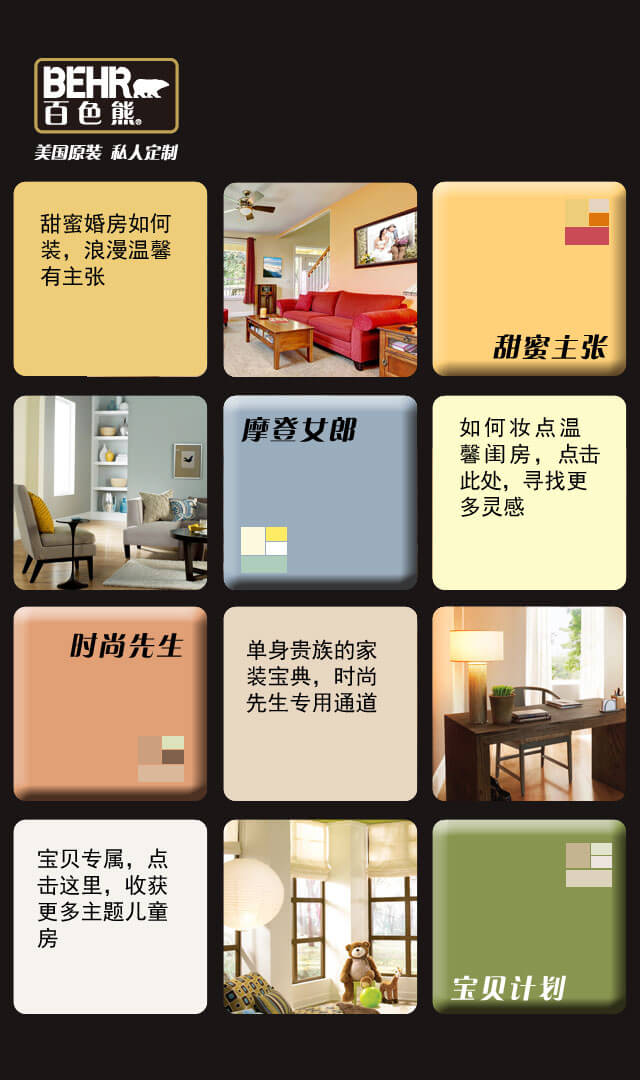 BEHR
百色熊®
美国原装 私人定制
甜蜜婚房如何
装，浪漫温馨
有主张
甜蜜主张
摩登女郎
如何妆点温
馨闺房，点击
此处，寻找更
多灵感
时尚先生
单身贵族的家
装宝典，时尚
先生专用通道
宝贝专属，点
击这里，收获
更多主题儿童
房
宝贝计划